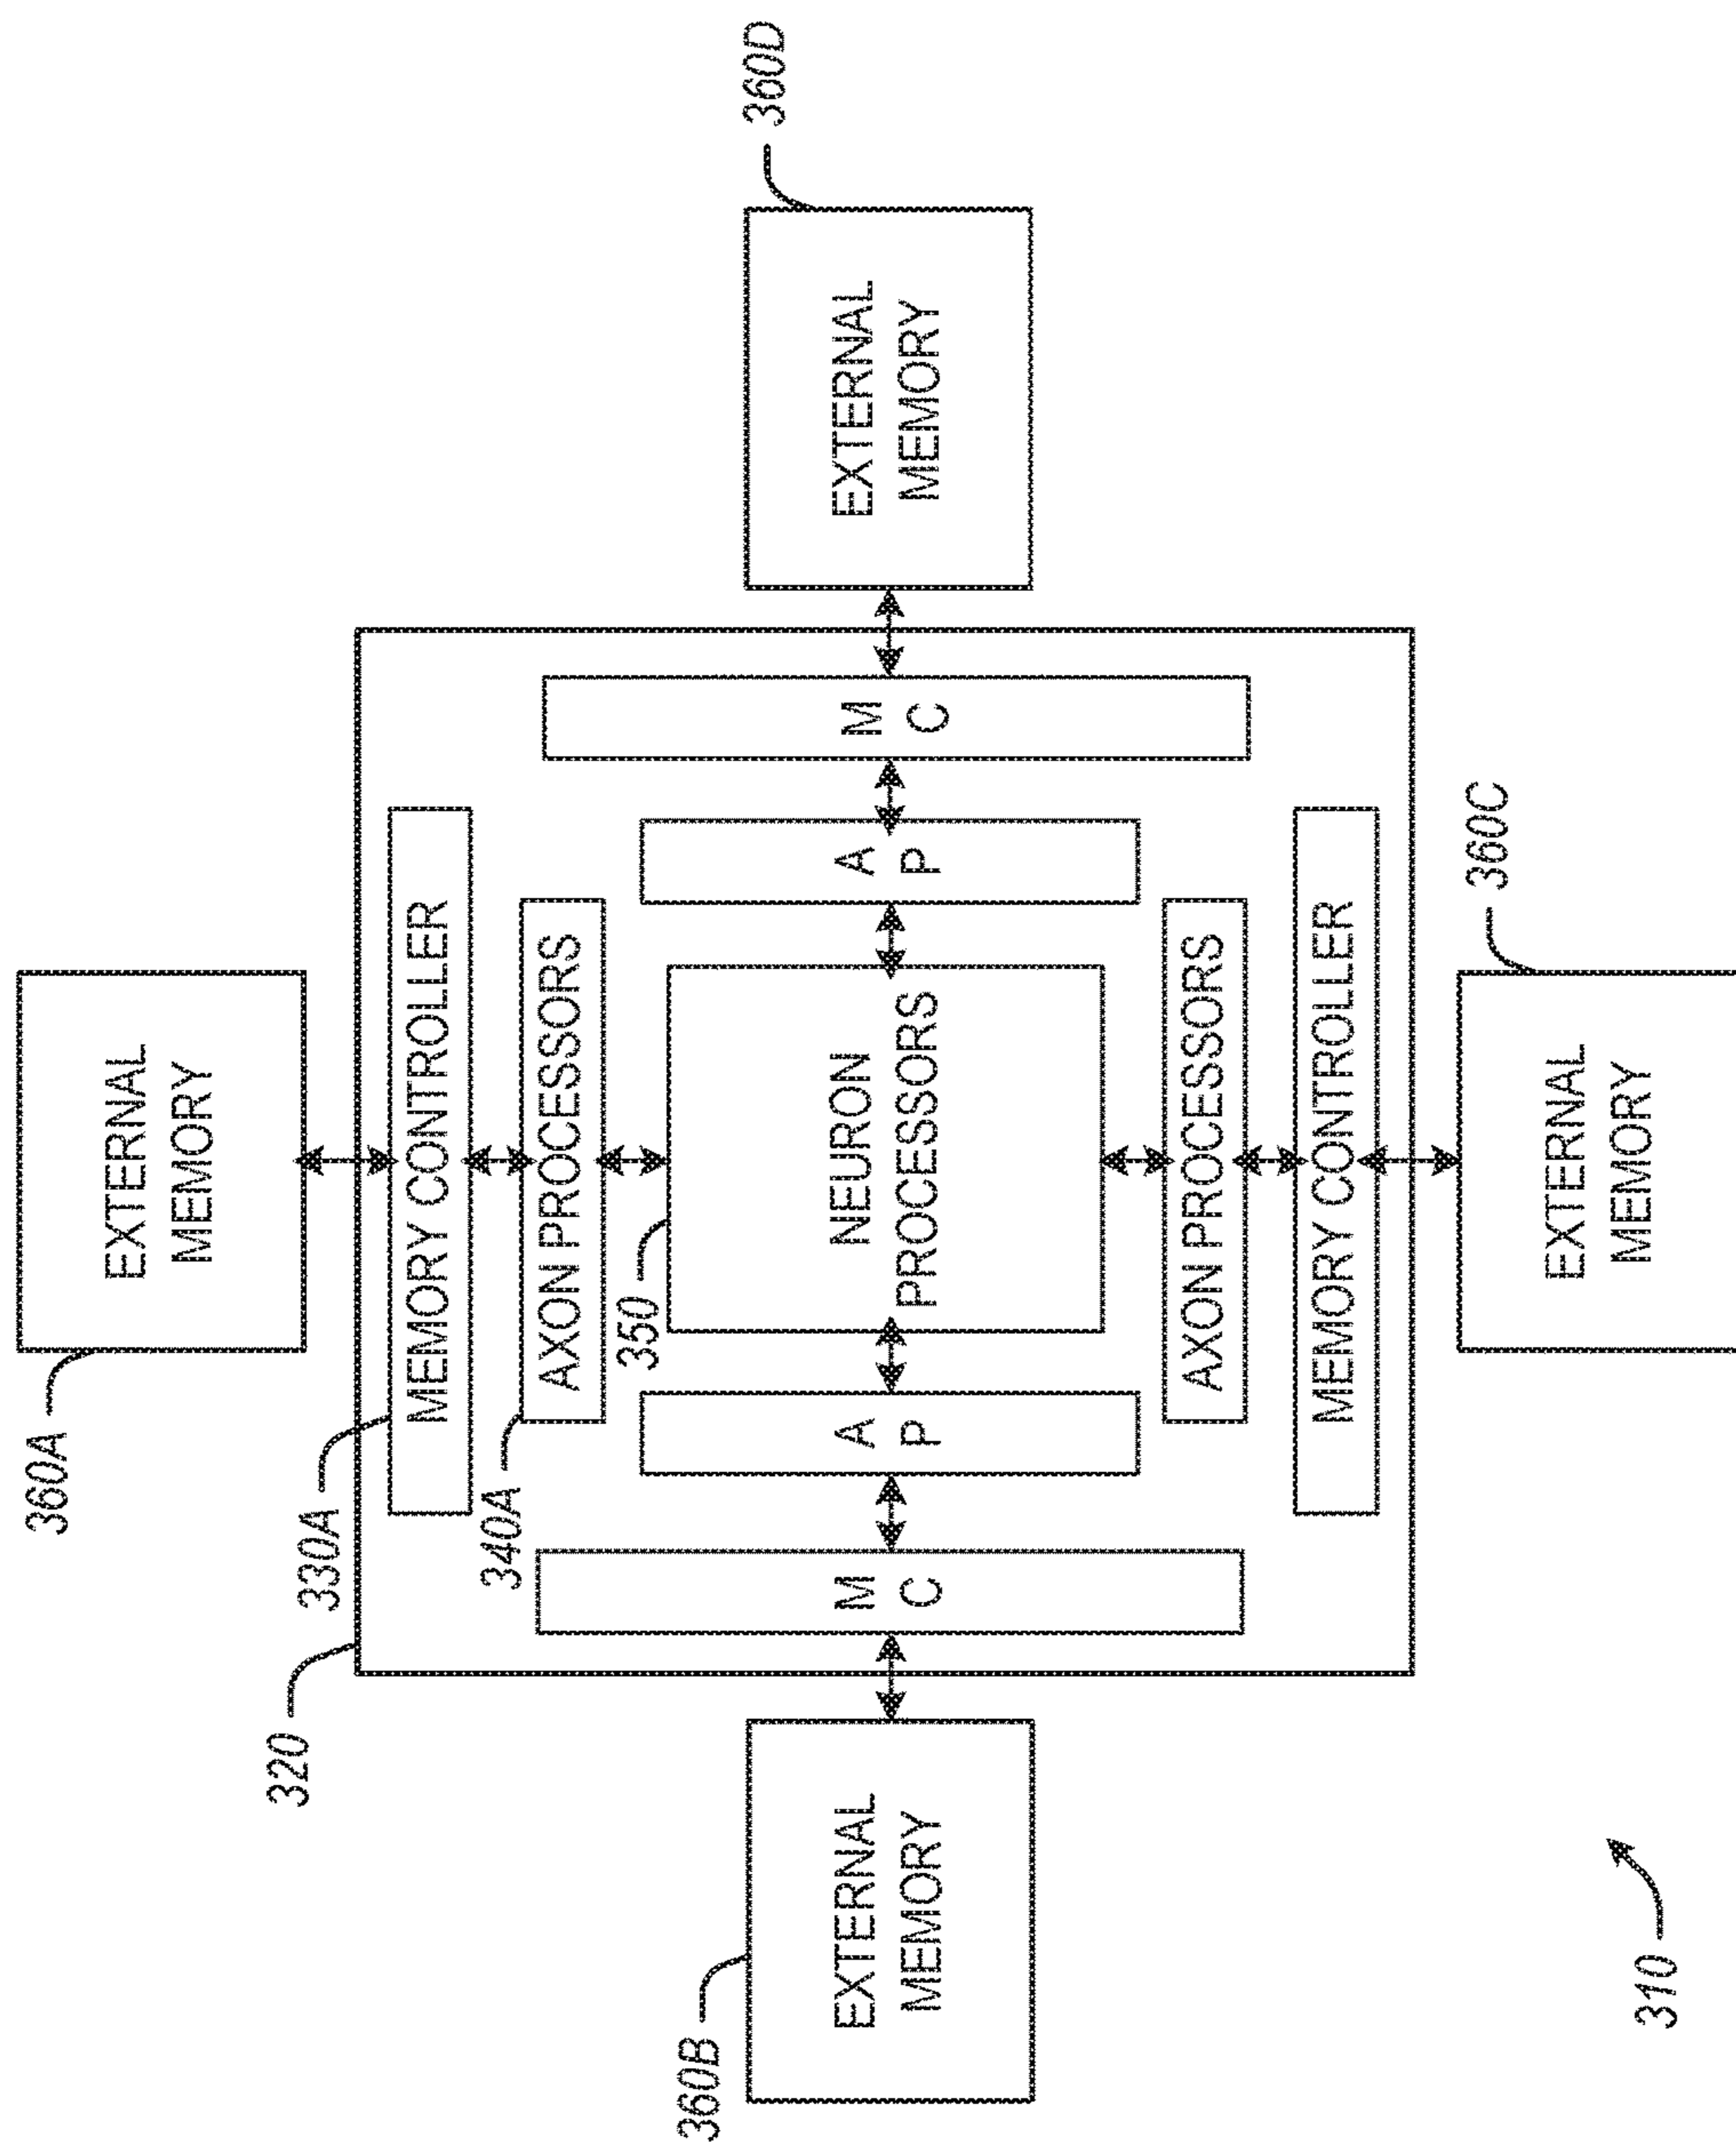 360A
EXTERNAL
MEMORY
320
330A
MEMORY CONTROLLER
340A
AXON PROCESSORS
350
360B
360D
EXTERNAL
MEMORY
M
C
A
P
NEURON
PROCESSORS
A
P
M
C
EXTERNAL
MEMORY
AXON PROCESSORS
MEMORY CONTROLLER
360C
EXTERNAL
MEMORY
310